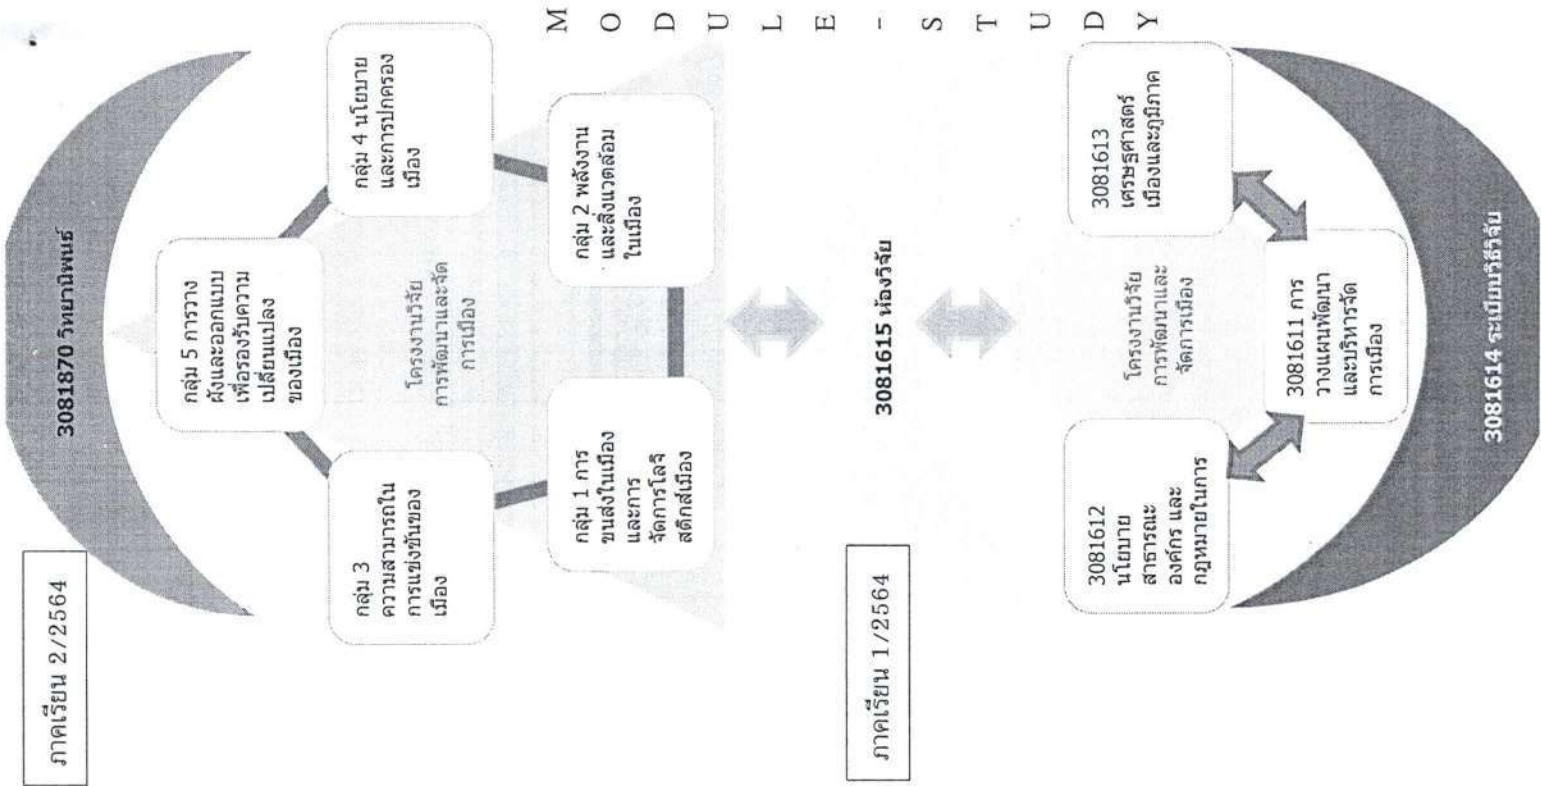 ภาคเรียน 2/2564
3081870 วิทยานิพนธ์
กลุ่ม 5 การวาง
ผังและออกแบบ
เพื่อรองรับความ
เปลี่ยนแปลง
ของเมือง
กลุ่ม 3
ความสามารถใน
การแข่งขันของ
เมือง
โครงงานวิจัย
การพัฒนาและจัด
การเมือง
กลุ่ม 4 นโยบาย
และการปกครอง
เมือง
กลุ่ม 1 การ
ขนส่งในเมือง
และการ
จัดการโลจิ
สติกส์เมือง
กลุ่ม 2 พลังงาน
และสิ่งแวดล้อม
ในเมือง
M O D U L E - S T U D Y
ภาคเรียน 1/2564
3081615 ห้องวิจัย
3081612
นโยบาย
สาธารณะ
องค์กร และ
กฎหมายในการ
โครงงานวิจัย
การพัฒนาและ
จัดการเมือง
3081613
เศรษฐศาสตร์
เมืองและภูมิภาค
3081611 การ
วางแผนพัฒนา
และบริหารจัด
การเมือง
3081614 ระเบียบวิธีวิจัย